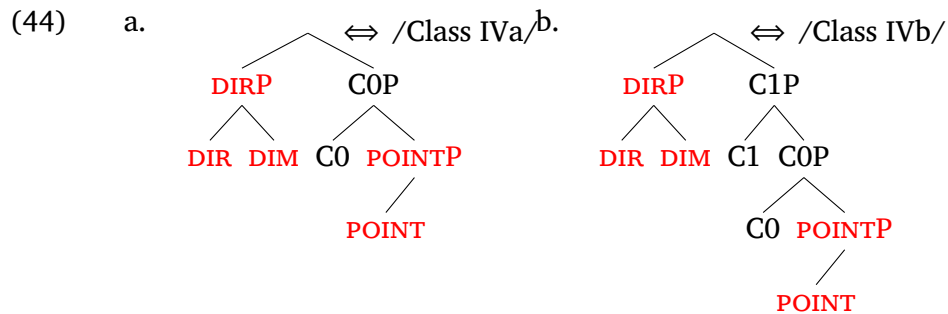 (44) a. ⇔ /Class IVa/ b. ⇔ /Class IVb/
DIRP C0P DIRP C1P
DIR DIM C0 POINTP DIR DIM C1 C0P
POINT C0 POINTP
POINT